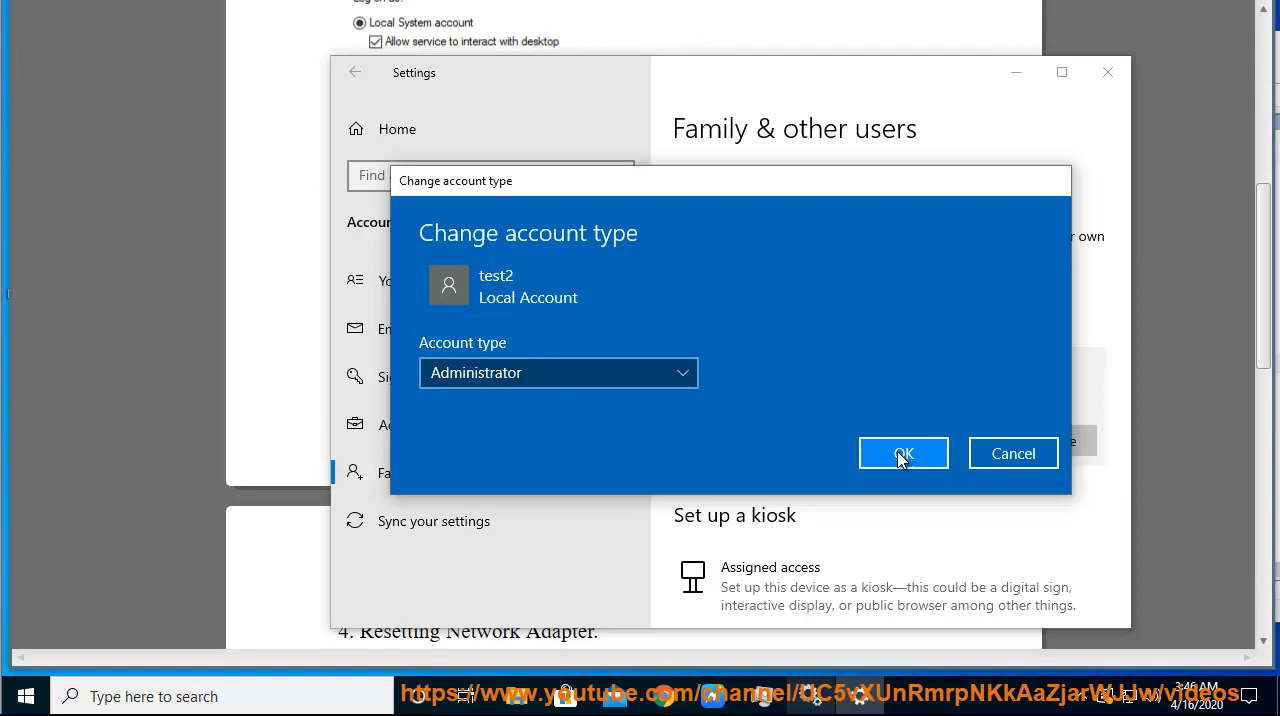 Local System account
Allow service to interact with desktop
Settings
Home
Family & other users
Find
Change account type
Change account type
test2
Local Account
Account type
Administrator
OK
Cancel
Sync your settings
Set up a kiosk
Assigned access
Set up this device as a kiosk—this could be a digital sign,
interactive display, or public browser among other things.
4. Resetting Network Adapter.
Type here to search
3:46 AM
4/16/2020